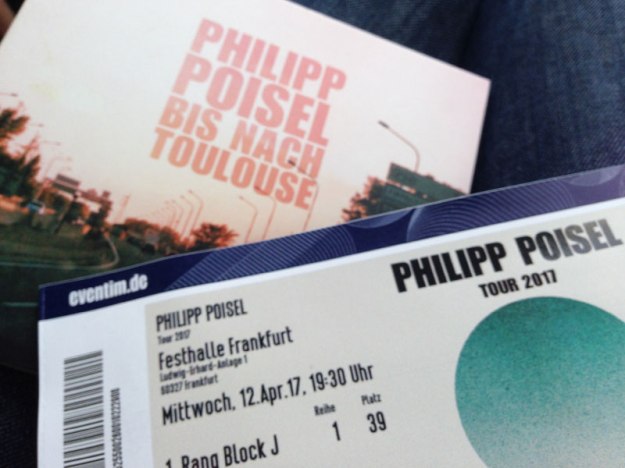 PHILIPP
POISEL
BIS NACH
TOULOUSE
eventim.de
PHILIPP POISEL
TOUR 2017
PHILIPP POISEL
Tour 2017
Festhalle Frankfurt
Ludwig-Erhard-Anlage 1
60327 Frankfurt
Mittwoch, 12.Apr.17, 19:30 Uhr
Reihe Platz
1. Rang Block J 1 39